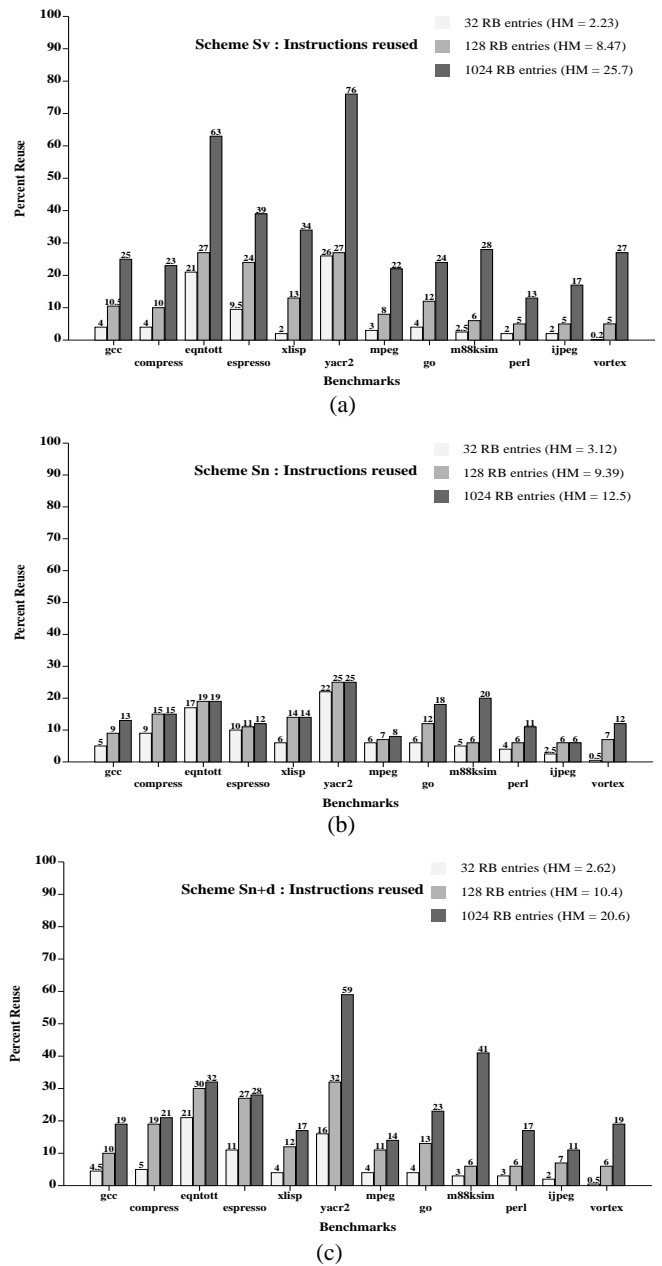 32 RB entries (HM = 2.23)
Scheme Sv : Instructions reused
128 RB entries (HM = 8.47)
1024 RB entries (HM = 25.7)
Percent Reuse
100
90
80
70
60
50
40
30
20
10
0
4 10.5 25 4 10 23 21 27 63 9.5 24 39 2 13 34 26 27 76 3 8 22 4 12 24 2.5 6 28 2 5 13 2 5 17 0.2 5 27
gcc compress eqntott espresso xlisp yacr2 mpeg go m88ksim perl ijpeg vortex
Benchmarks
(a)
32 RB entries (HM = 3.12)
Scheme Sn : Instructions reused
128 RB entries (HM = 9.39)
1024 RB entries (HM = 12.5)
Percent Reuse
100
90
80
70
60
50
40
30
20
10
0
5 9 13 9 15 15 17 19 19 10 11 12 6 14 14 22 25 25 6 7 8 6 12 18 5 6 20 4 6 11 2.5 6 6 0.5 7 12
gcc compress eqntott espresso xlisp yacr2 mpeg go m88ksim perl ijpeg vortex
Benchmarks
(b)
32 RB entries (HM = 2.62)
Scheme Sn+d : Instructions reused
128 RB entries (HM = 10.4)
1024 RB entries (HM = 20.6)
Percent Reuse
100
90
80
70
60
50
40
30
20
10
0
4.5 10 19 5 19 21 21 30 32 11 27 28 4 12 17 16 32 59 4 11 14 4 13 23 3 6 41 3 6 17 2 7 11 0.5 6 19
gcc compress eqntott espresso xlisp yacr2 mpeg go m88ksim perl ijpeg vortex
Benchmarks
(c)